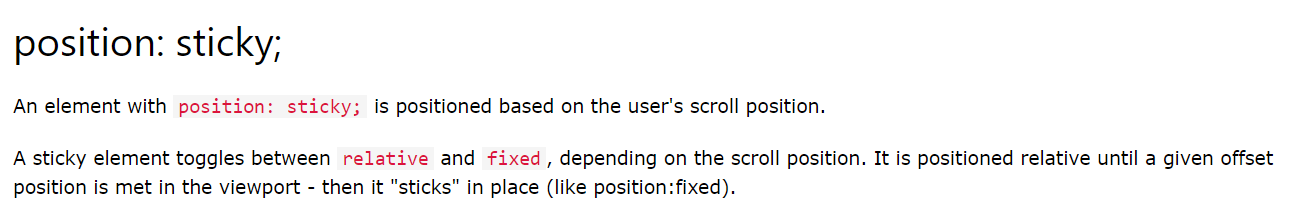 position: sticky;
An element with position: sticky; is positioned based on the user's scroll position.
A sticky element toggles between relative and fixed, depending on the scroll position. It is positioned relative until a given offset
position is met in the viewport - then it "sticks" in place (like position:fixed).